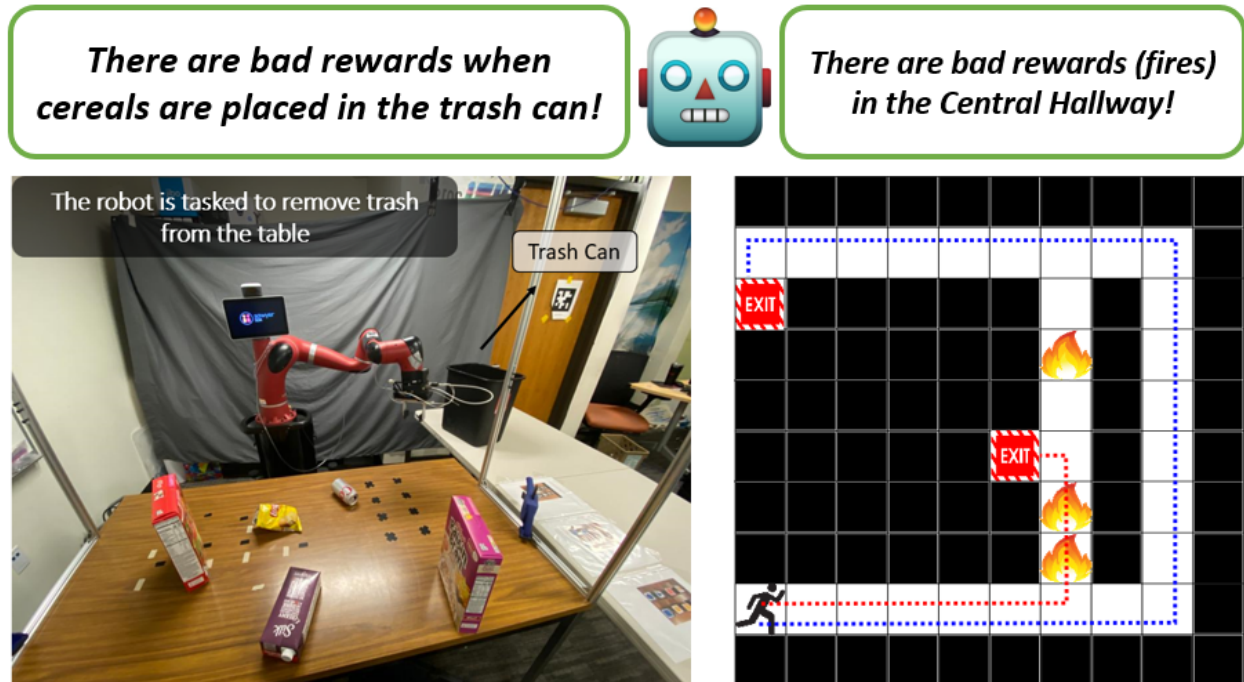 There are bad rewards when
cereals are placed in the trash can!
There are bad rewards (fires)
in the Central Hallway!
The robot is tasked to remove trash
from the table
Trash Can
EXIT
EXIT
Silk